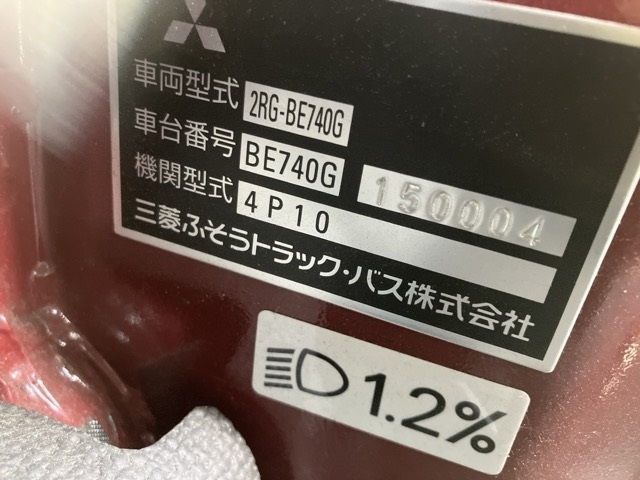 車両型式 2RG-BE740G
車台番号 BE740G 150004
機関型式 4P10
三菱ふそうトラック・バス株式会社
1.2%